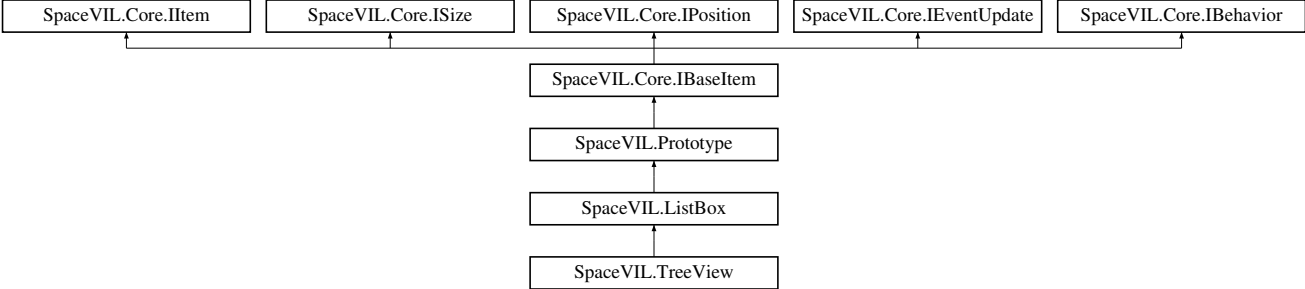 SpaceVIL.Core.IItem SpaceVIL.Core.ISize SpaceVIL.Core.IPosition SpaceVIL.Core.IEventUpdate SpaceVIL.Core.IBehavior
SpaceVIL.Core.IBaseItem
SpaceVIL.Prototype
SpaceVIL.ListBox
SpaceVIL.TreeView